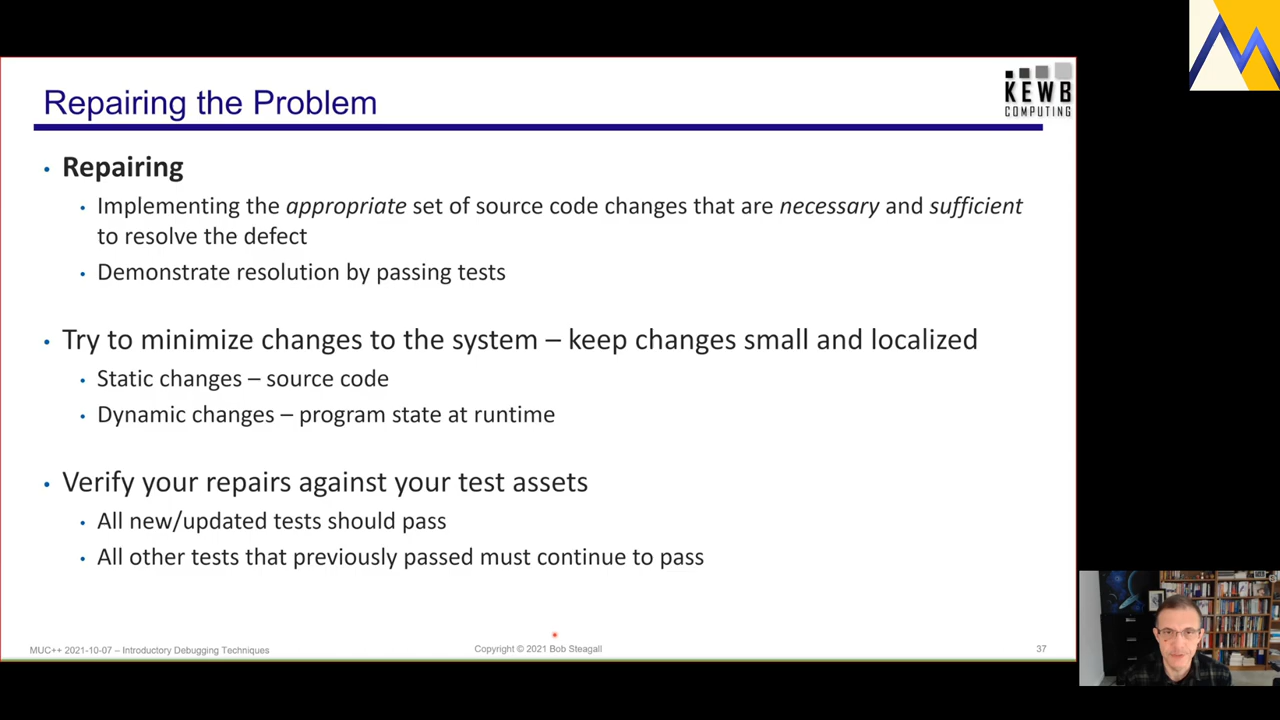 Repairing the Problem
KEWB
COMPUTING
• Repairing
• Implementing the appropriate set of source code changes that are necessary and sufficient
to resolve the defect
• Demonstrate resolution by passing tests
• Try to minimize changes to the system – keep changes small and localized
• Static changes – source code
• Dynamic changes – program state at runtime
• Verify your repairs against your test assets
• All new/updated tests should pass
• All other tests that previously passed must continue to pass
MUC++ 2021-10-07 – Introductory Debugging Techniques
Copyright © 2021 Bob Steagall
37